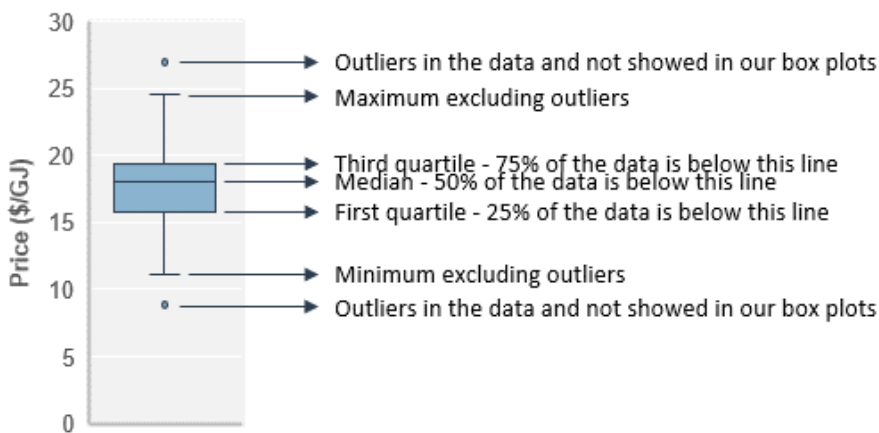 30
Outliers in the data and not showed in our box plots
25
Maximum excluding outliers
20
Third quartile - 75% of the data is below this line
Median - 50% of the data is below this line
15
First quartile - 25% of the data is below this line
Price ($/GJ)
Minimum excluding outliers
10
Outliers in the data and not showed in our box plots
5
0